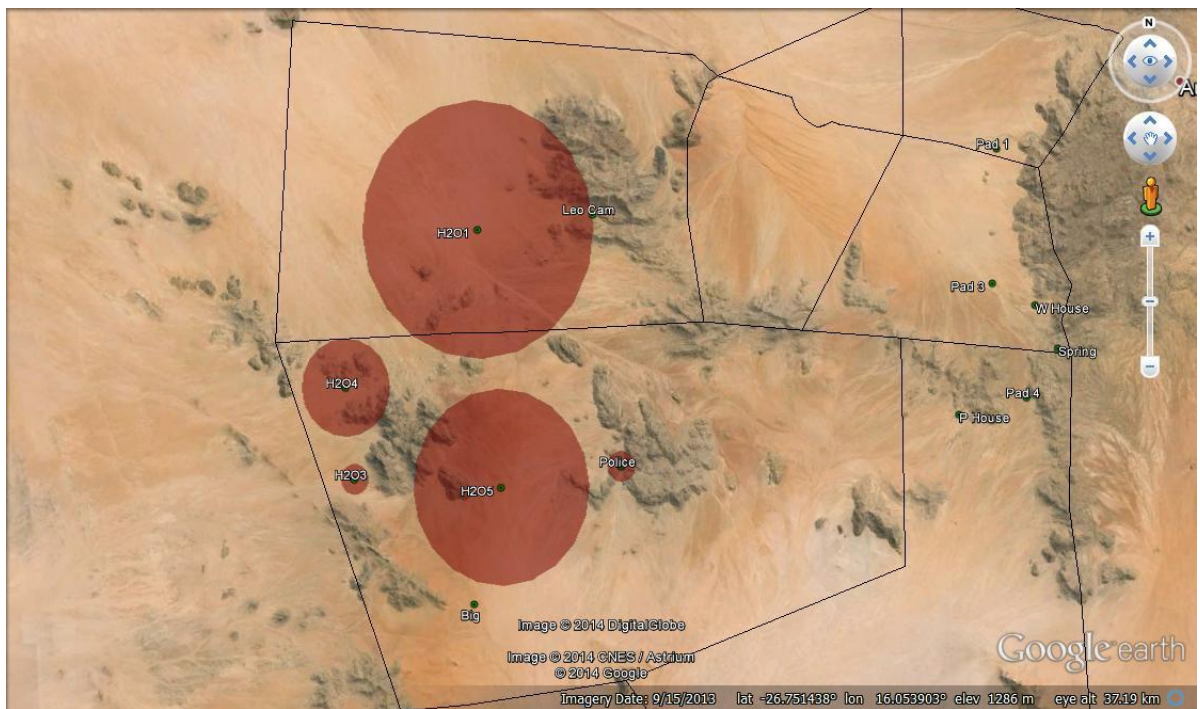 N
Pad 1
Leo Cam
H2O1
Pad 3
W House
Spring
H2O4
Pad 4
P House
Police
H2O3
H2O5
Big
Image © 2014 DigitalGlobe
Image © 2014 CNES / Astrium
© 2014 Google
Google earth
Imagery Date: 9/15/2013 lat -26.751438° lon 16.053903° elev 1286 m eye alt 37.19 km